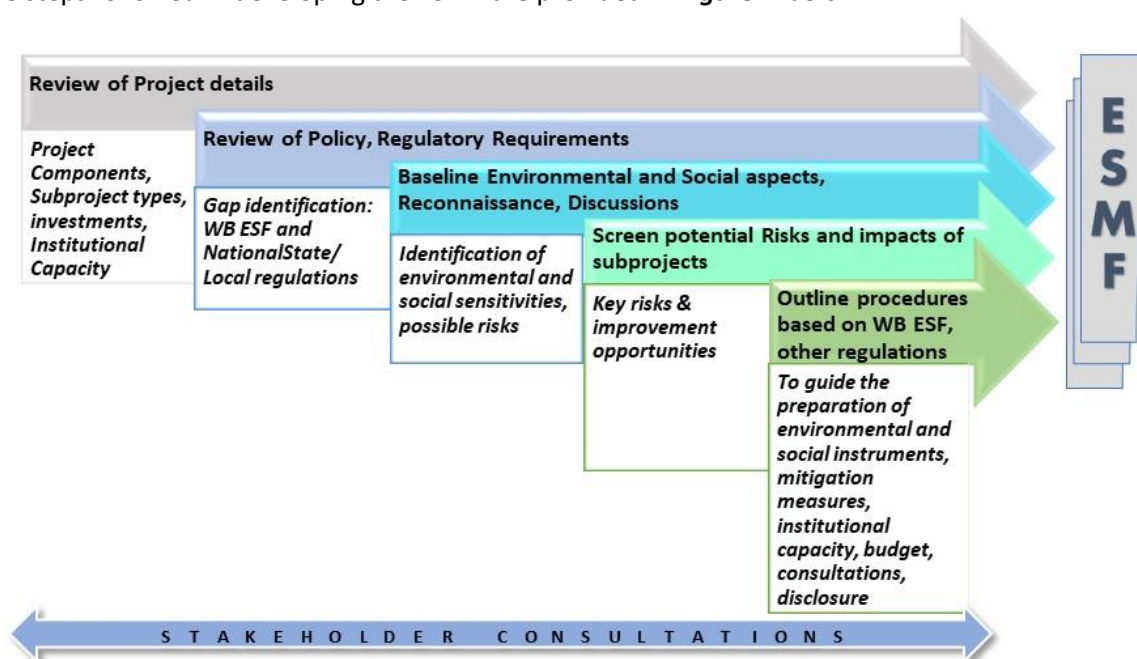 Review of Project details
Project
Components,
Subproject types,
investments,
Institutional
Capacity
Review of Policy, Regulatory Requirements
Gap identification:
WB ESF and
NationalState/
Local regulations
Baseline Environmental and Social aspects,
Reconnaissance, Discussions
Identification of
environmental and
social sensitivities,
possible risks
Screen potential Risks and impacts of
subprojects
Key risks &
improvement
opportunities
Outline procedures
based on WB ESF,
other regulations
To guide the
preparation of
environmental and
social instruments,
mitigation
measures,
institutional
capacity, budget,
consultations,
disclosure
E
S
M
F
STAKEHOLDER CONSULTATIONS